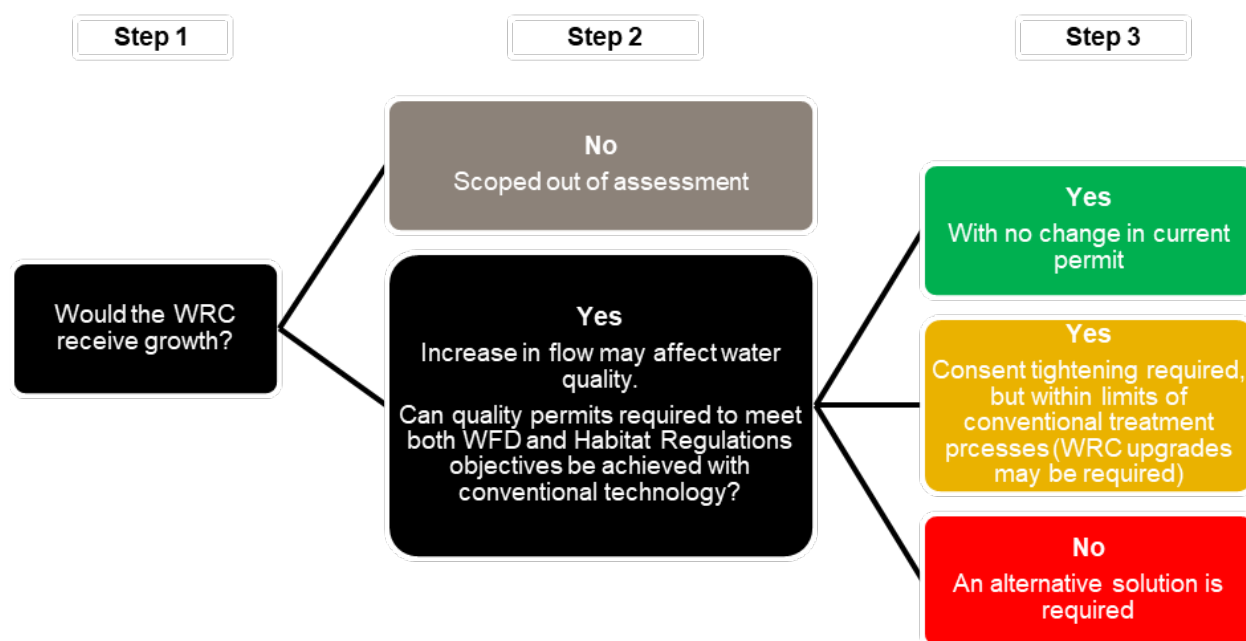 Step 1
Step 2
Step 3
Would the WRC
receive growth?
No
Scoped out of assessment
Yes
Increase in flow may affect water
quality.
Can quality permits required to meet
both WFD and Habitat Regulations
objectives be achieved with
conventional technology?
Yes
With no change in current
permit
Yes
Consent tightening required,
but within limits of
conventional treatment
prcesses (WRC upgrades
may be required)
No
An alternative solution is
required